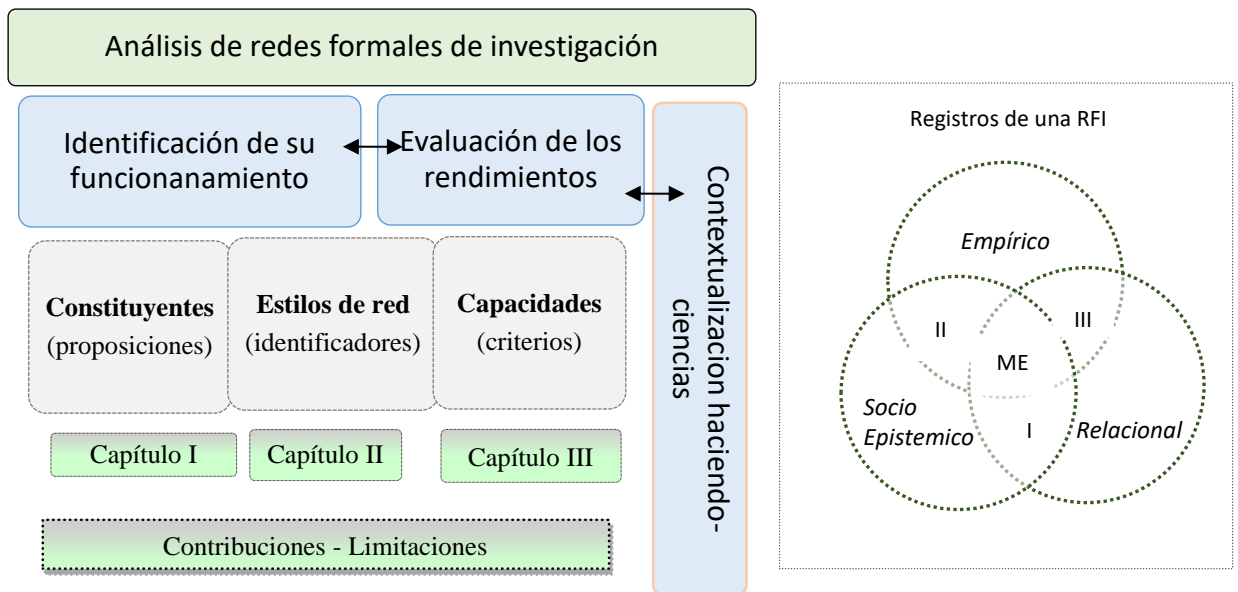 Análisis de redes formales de investigación
Identificación de su
funcionanamiento
Evaluación de los
rendimientos
Contextualizacion haciendo-
ciencias
Constituyentes
(proposiciones)
Estilos de red
(identificadores)
Capacidades
(criterios)
Capítulo I
Capítulo II
Capítulo III
Contribuciones - Limitaciones
Registros de una RFI
Empírico
II
III
ME
Socio
Epistemico
I
Relacional